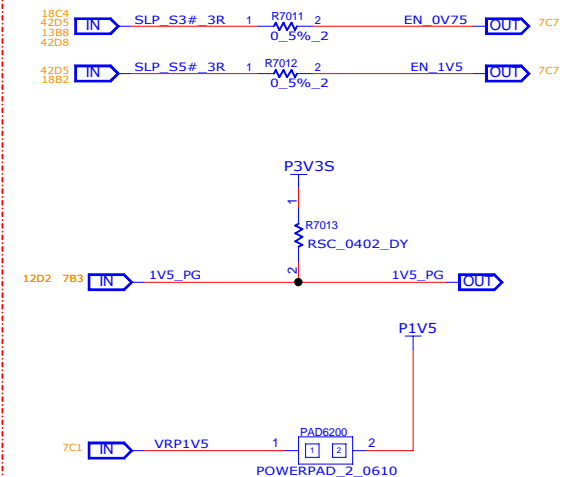 18C4
42D5
13B8
42D8
IN SLP_S3#_3R 1 R7011 2 EN_0V75 OUT 7C7
0_5%_2
42D5
18B2
IN SLP_S5#_3R 1 R7012 2 EN_1V5 OUT 7C7
0_5%_2
P3V3S
1
R7013
RSC_0402_DY
2
12D2 7B3 IN 1V5_PG 1V5_PG OUT
P1V5
PAD6200
7C1 IN VRP1V5 1 1 2 2
POWERPAD_2_0610